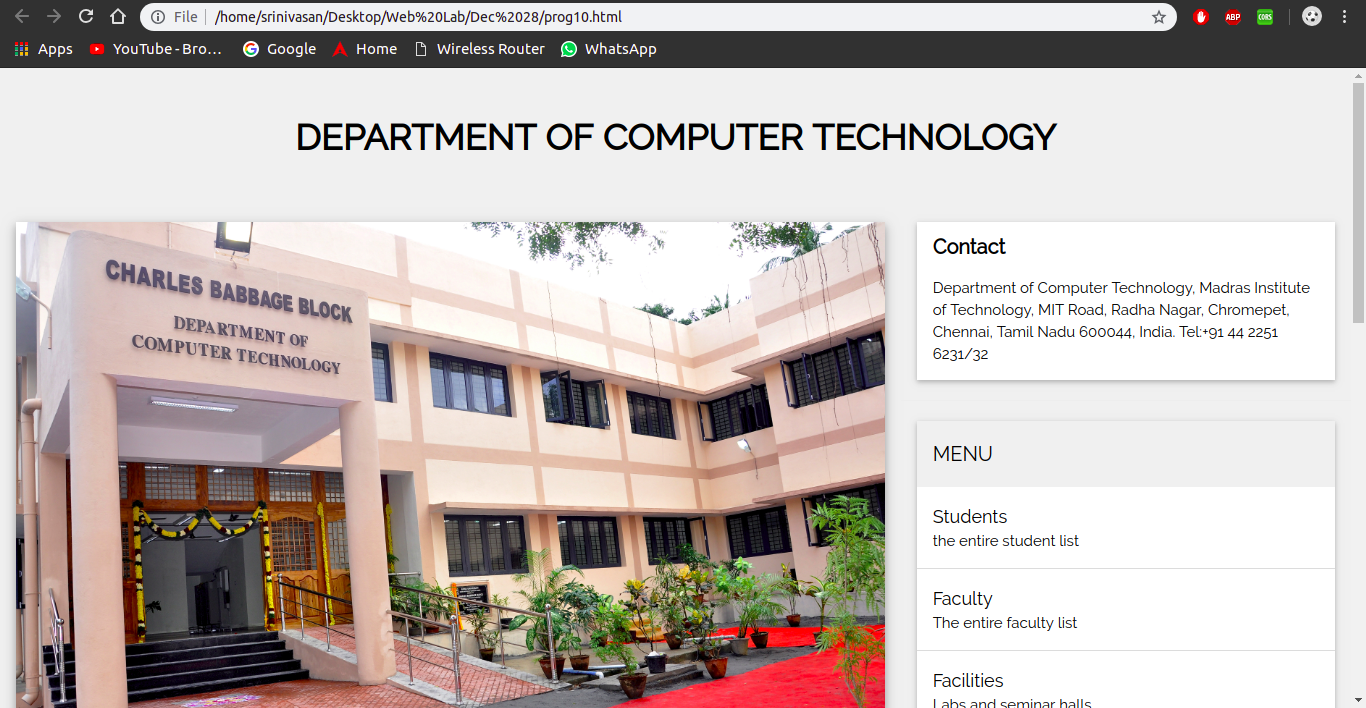 File
/home/srinivasan/Desktop/Web%20Lab/Dec%2028/prog10.html
ABP
CORS
Apps
YouTube - Bro...
Google
Home
Wireless Router
WhatsApp
DEPARTMENT OF COMPUTER TECHNOLOGY
CHARLES BABBAGE BLOCK
DEPARTMENT OF
COMPUTER TECHNOLOGY
Contact
Department of Computer Technology, Madras Institute
of Technology, MIT Road, Radha Nagar, Chromepet,
Chennai, Tamil Nadu 600044, India. Tel:+91 44 2251
6231/32
MENU
Students
the entire student list
Faculty
The entire faculty list
Facilities
Labs and seminar halls